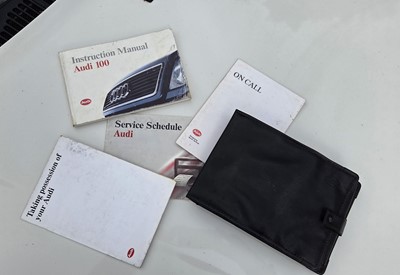 Instruction Manual
Audi 100
ON CALL
Service Schedule
Audi
Taking possession of
your Audi